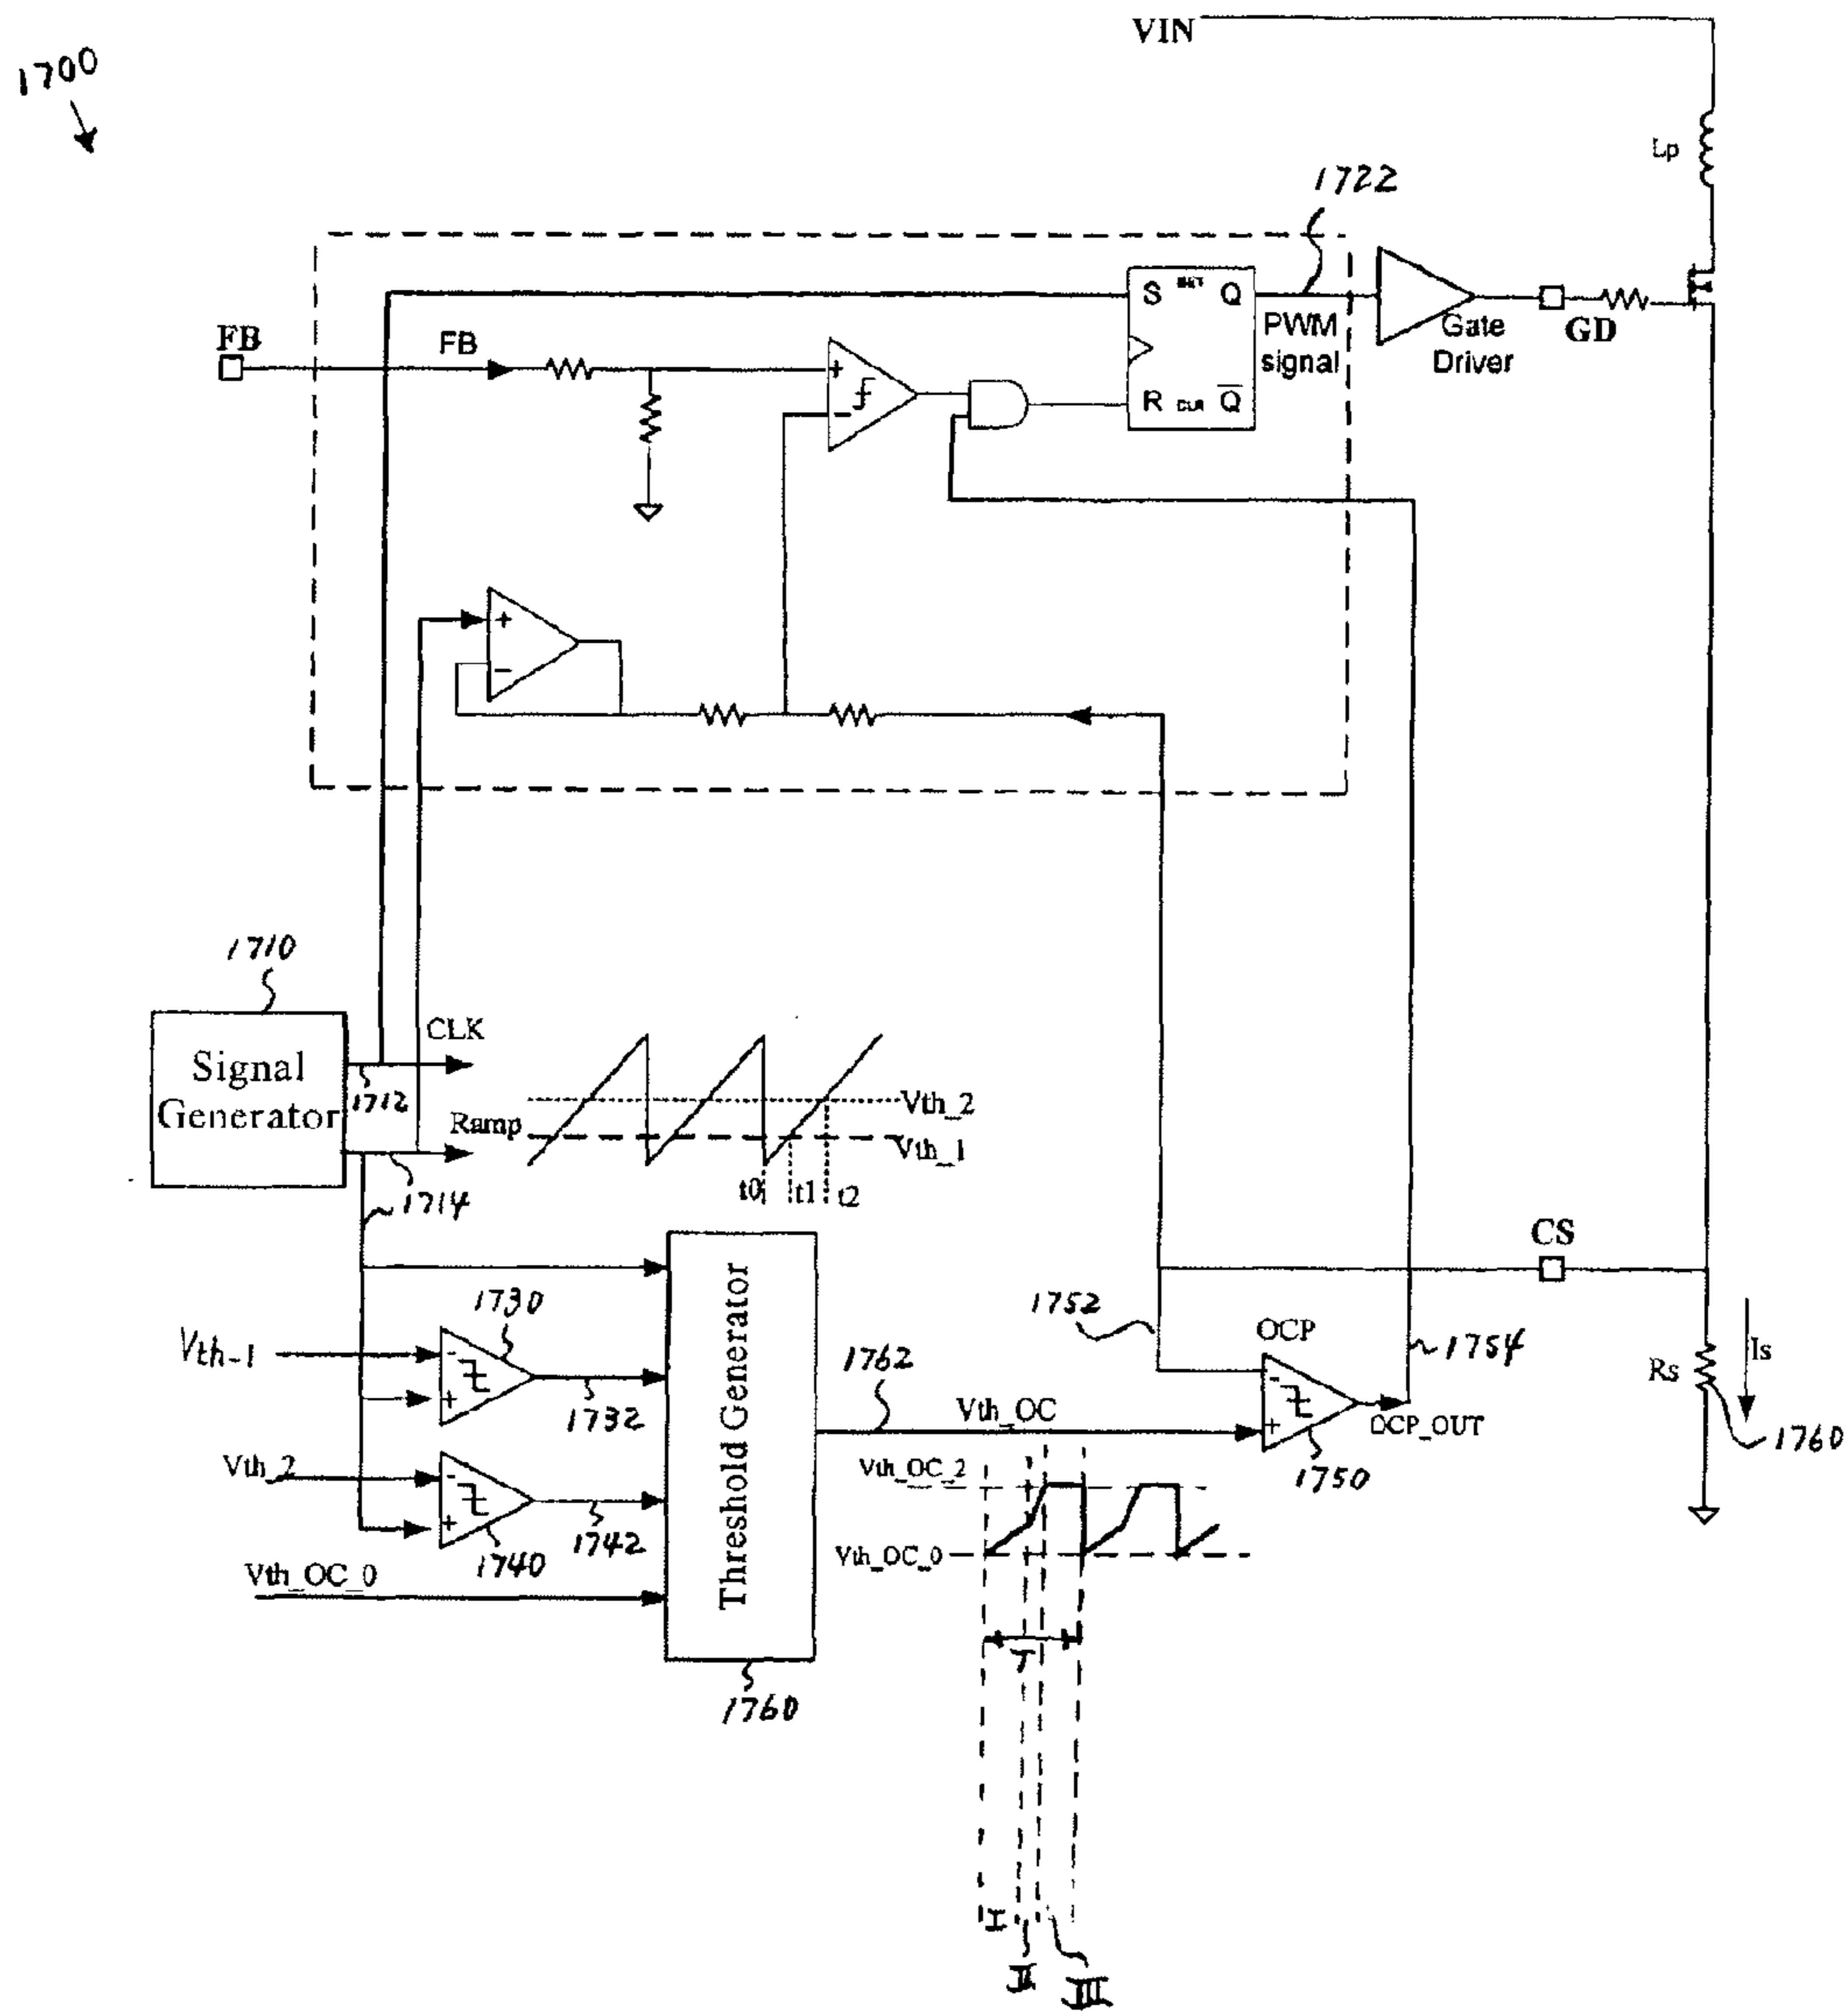 1700
VIN
Lp
1722
S SET Q
PWM
signal
Gate
Driver
GD
FB
FB
+
-
R CLR Q
+
-
1710
Signal
Generator
CLK
1712
Ramp
1714
Vth_2
Vth_1
t0
t1
t2
CS
Threshold Generator
1730
Vth-1
-
+
1732
Vth_2
-
+
1740
1742
Vth_OC_0
1760
1752
OCP
-
+
1754
1762
Vth_OC
OCP_OUT
1750
Rs
Is
1760
Vth_OC_2
Vth_OC_0
T
I
II
III